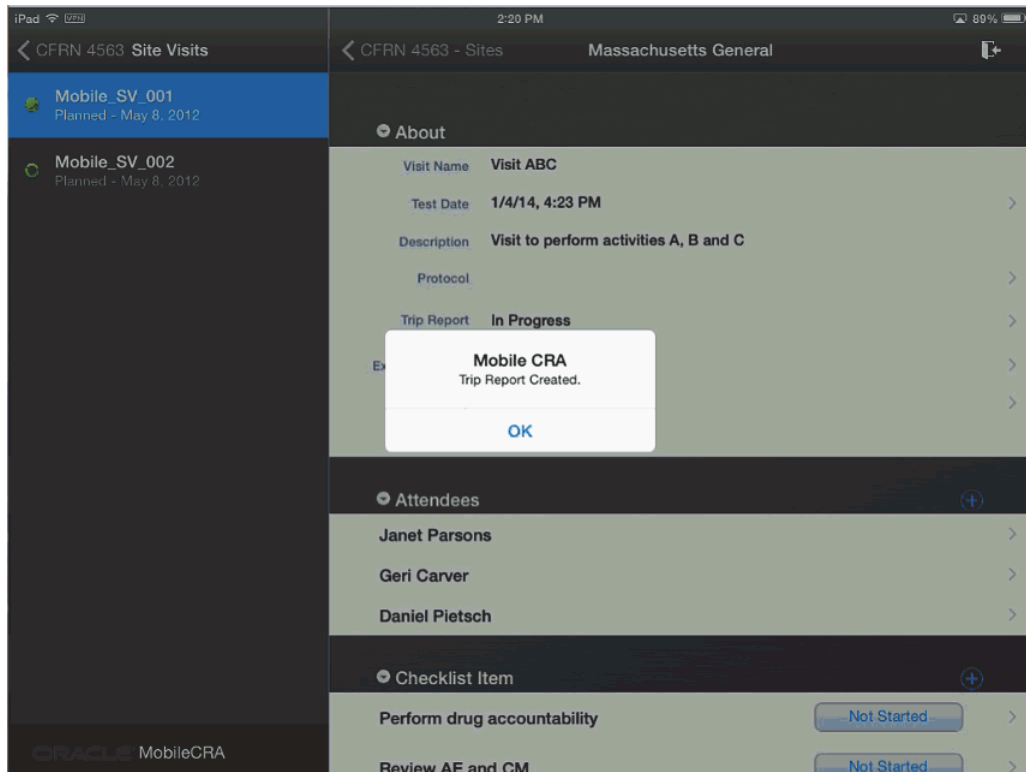 iPad VPN 2:20 PM 89%
CFRN 4563 Site Visits
CFRN 4563 - Sites Massachusetts General
Mobile_SV_001
Planned - May 8, 2012
Mobile_SV_002
Planned - May 8, 2012
About
Visit Name Visit ABC
Test Date 1/4/14, 4:23 PM
Description Visit to perform activities A, B and C
Protocol
Trip Report In Progress
Ex
Mobile CRA
Trip Report Created.
OK
Attendees
Janet Parsons
Geri Carver
Daniel Pietsch
Checklist Item
Perform drug accountability Not Started
Review AE and CM Not Started
ORACLE MobileCRA